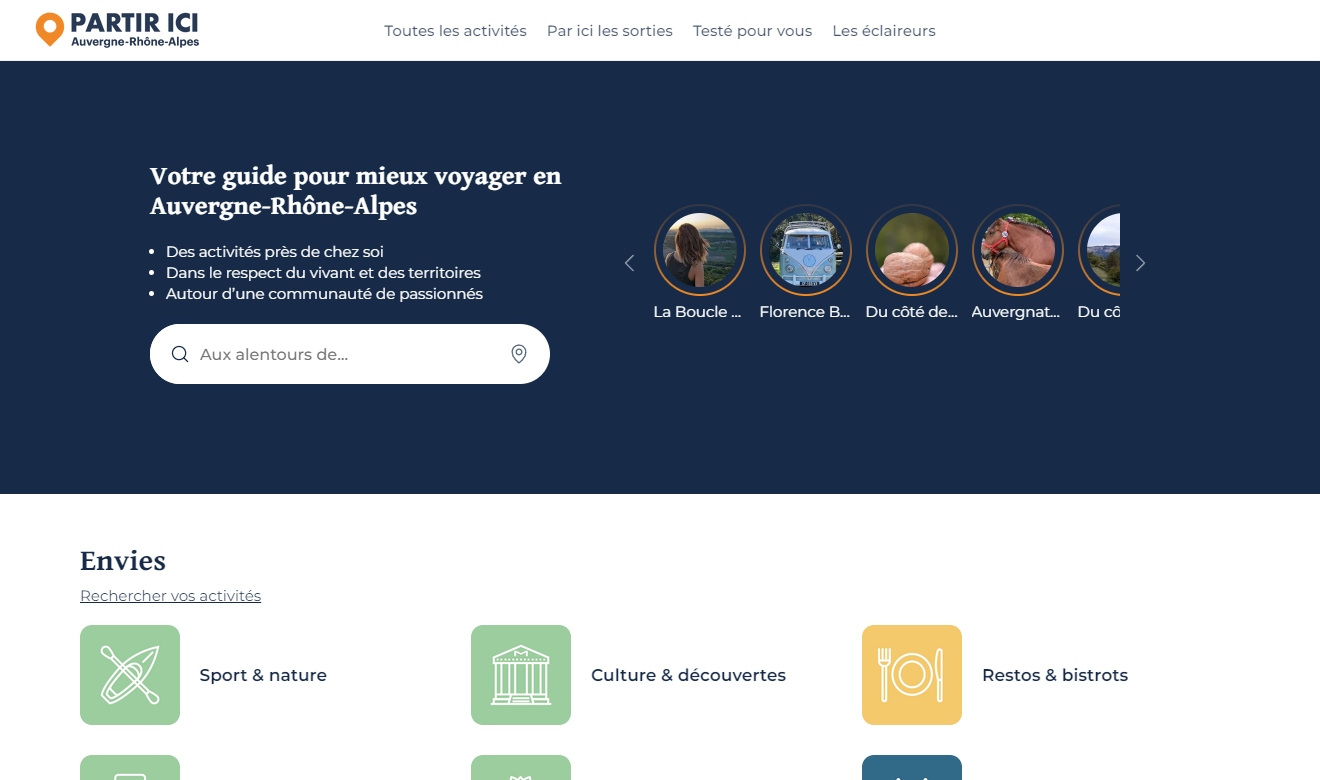 PARTIR ICI
Auvergne-Rhône-Alpes
Toutes les activités
Par ici les sorties
Testé pour vous
Les éclaireurs
Votre guide pour mieux voyager en
Auvergne-Rhône-Alpes
Des activités près de chez soi
Dans le respect du vivant et des territoires
Autour d’une communauté de passionnés
Aux alentours de...
La Boucle ...
Florence B...
Du côté de...
Auvergnat...
Du cô
Envies
Rechercher vos activités
Sport & nature
Culture & découvertes
Restos & bistrots